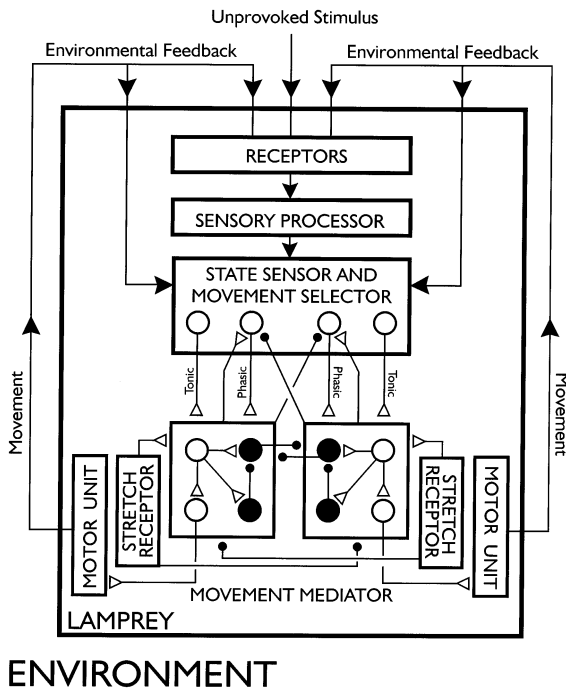 Unprovoked Stimulus
Environmental Feedback
Environmental Feedback
RECEPTORS
SENSORY PROCESSOR
STATE SENSOR AND
MOVEMENT SELECTOR
Tonic
Phasic
Phasic
Tonic
Movement
Movement
MOTOR UNIT
STRETCH
RECEPTOR
STRETCH
RECEPTOR
MOTOR UNIT
MOVEMENT MEDIATOR
LAMPREY
ENVIRONMENT